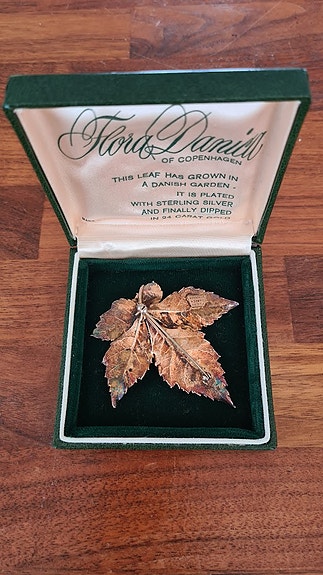 Flora Danica
OF COPENHAGEN
THIS LEAF HAS GROWN IN
A DANISH GARDEN -
IT IS PLATED
WITH STERLING SILVER
AND FINALLY DIPPED
IN 24 CARAT GOLD